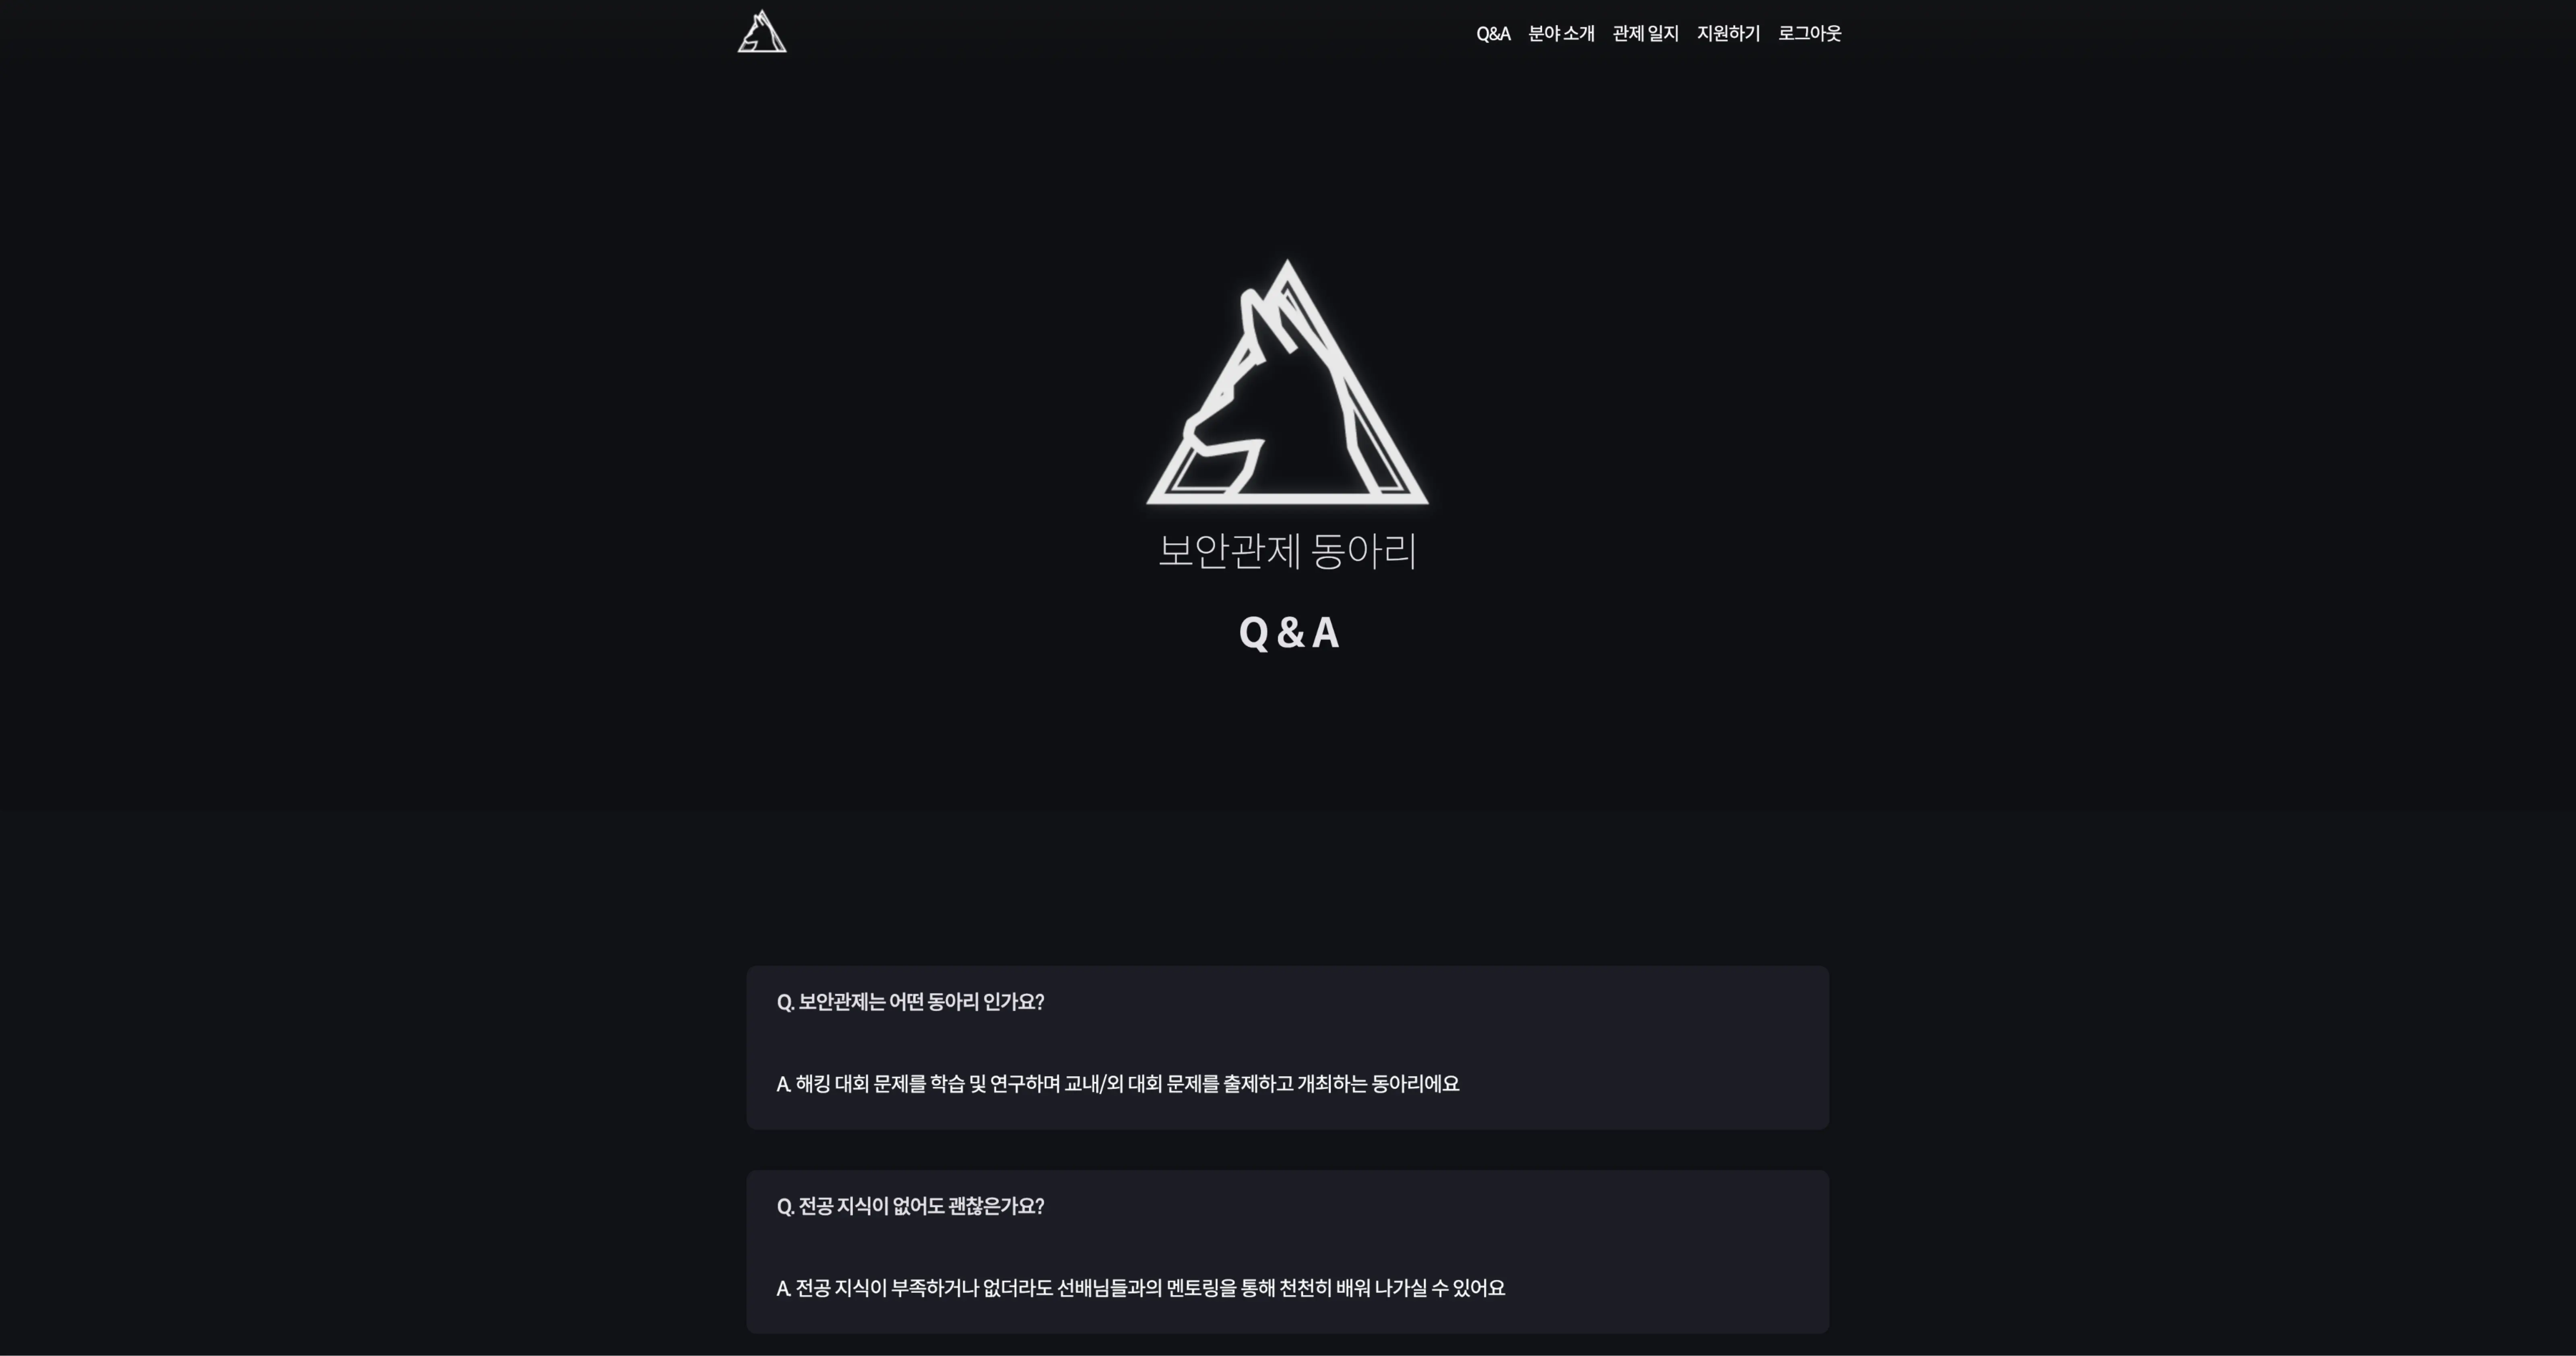 Q&A 분야 소개 관제 일지 지원하기 로그아웃
보안관제 동아리
Q & A
Q. 보안관제는 어떤 동아리 인가요?
A. 해킹 대회 문제를 학습 및 연구하며 교내/외 대회 문제를 출제하고 개최하는 동아리에요
Q. 전공 지식이 없어도 괜찮은가요?
A. 전공 지식이 부족하거나 없더라도 선배님들과의 멘토링을 통해 천천히 배워 나가실 수 있어요